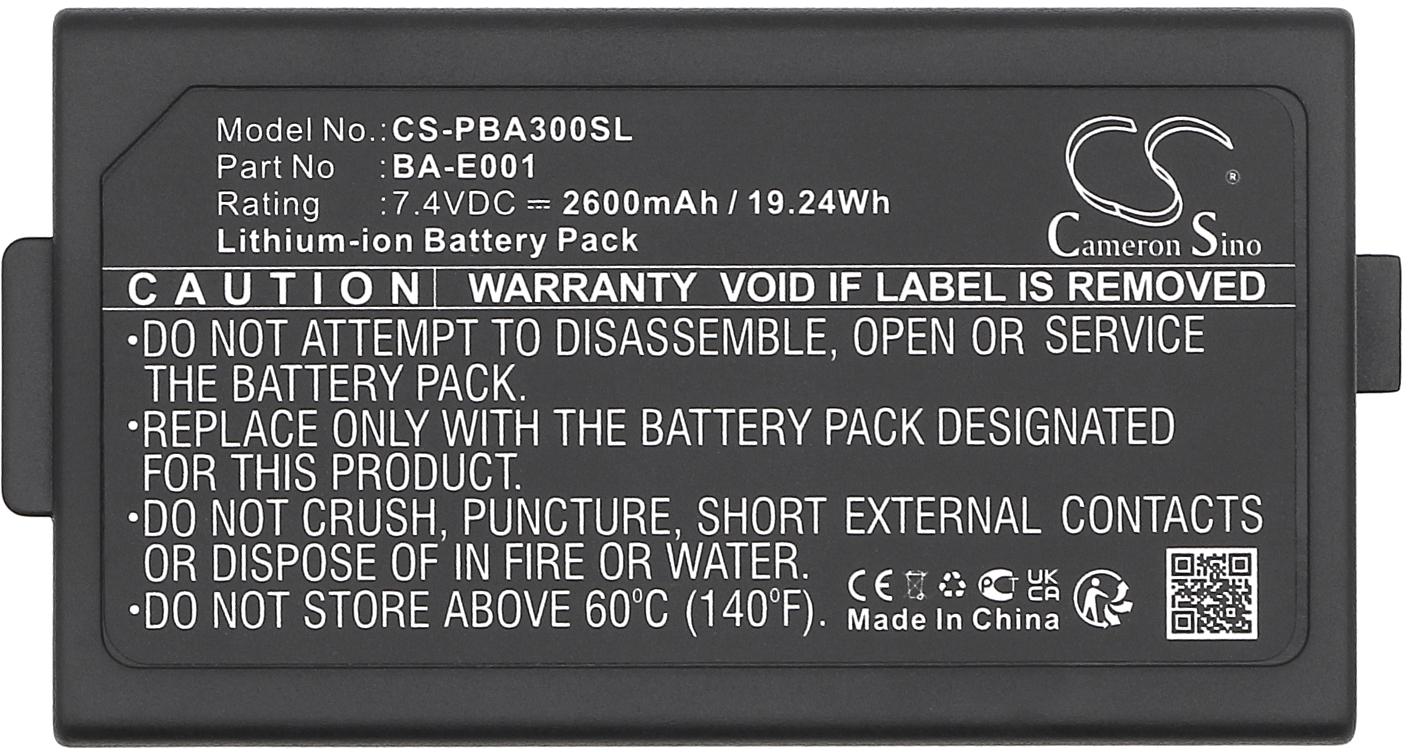 Model No.: CS-PBA300SL
Part No : BA-E001
Rating : 7.4VDC ⎓ 2600mAh / 19.24Wh
Lithium-ion Battery Pack
CS ®
Cameron Sino
CAUTION WARRANTY VOID IF LABEL IS REMOVED
•DO NOT ATTEMPT TO DISASSEMBLE, OPEN OR SERVICE
THE BATTERY PACK.
•REPLACE ONLY WITH THE BATTERY PACK DESIGNATED
FOR THIS PRODUCT.
•DO NOT CRUSH, PUNCTURE, SHORT EXTERNAL CONTACTS
OR DISPOSE OF IN FIRE OR WATER.
•DO NOT STORE ABOVE 60°C (140°F).
CE PCT UK
CA
Made In China